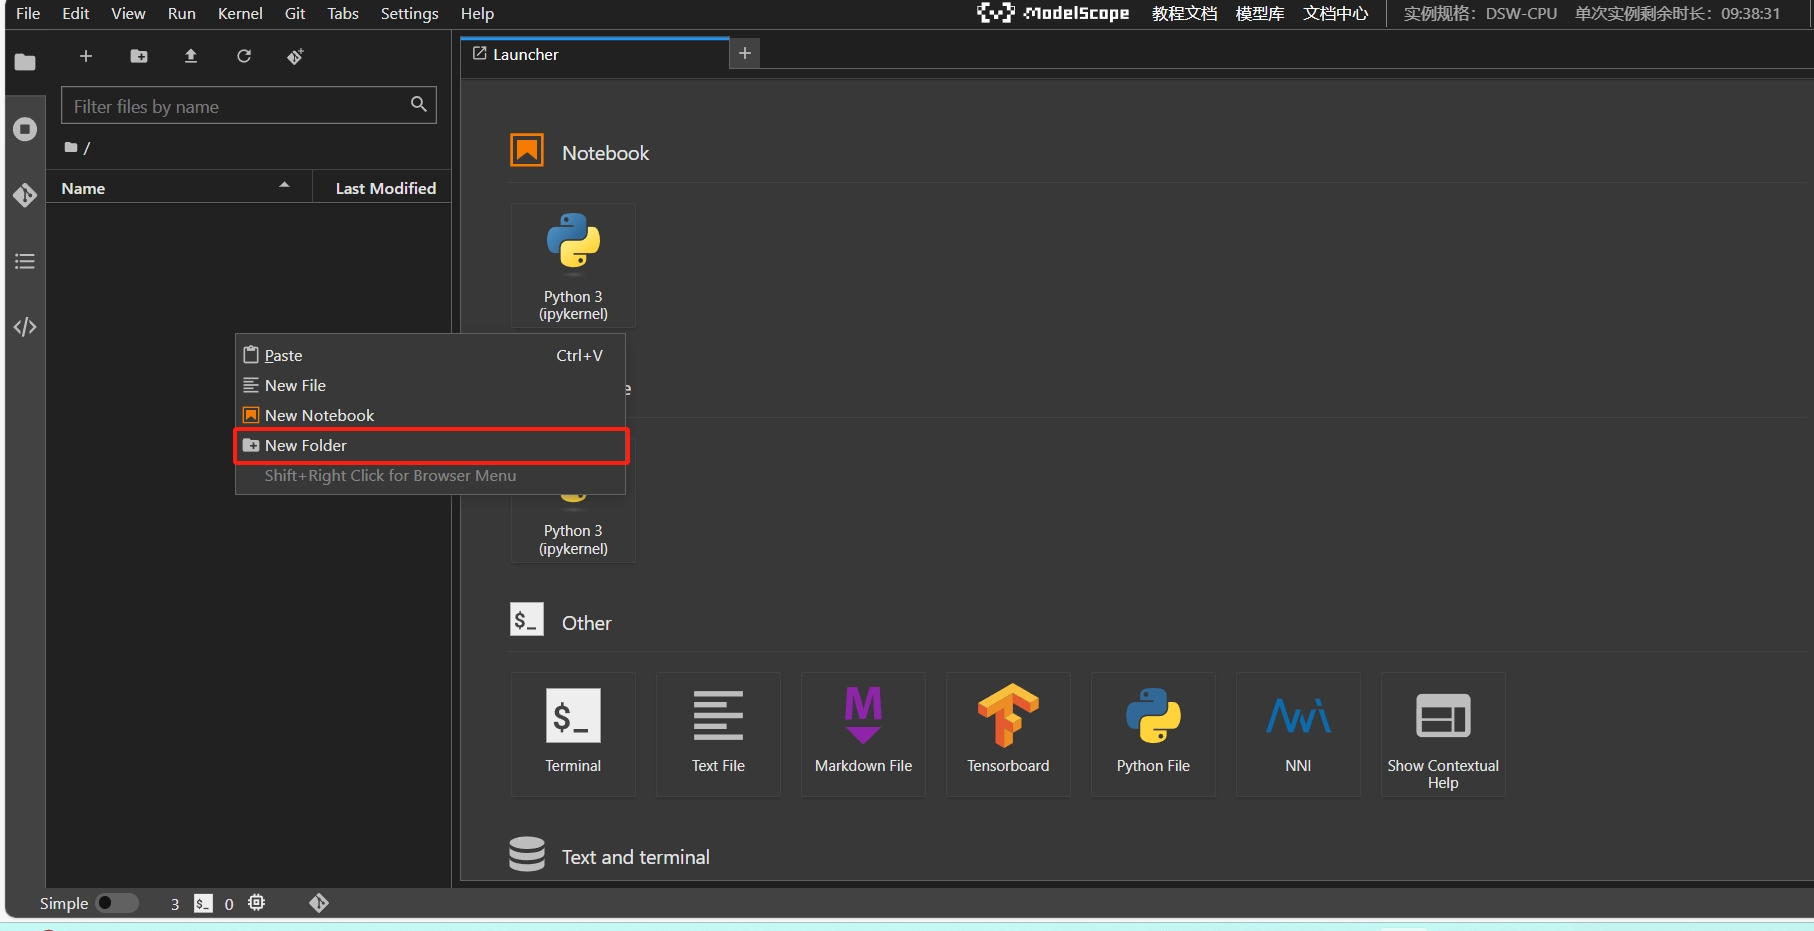 File Edit View Run Kernel Git Tabs Settings Help
ModelScope 教程文档 模型库 文档中心 实例规格：DSW-CPU 单次实例剩余时长：09:38:31
Launcher
Filter files by name
/
Name Last Modified
Notebook
Python 3
(ipykernel)
Paste Ctrl+V
New File
e
New Notebook
New Folder
Shift+Right Click for Browser Menu
Python 3
(ipykernel)
$_ Other
$_
Terminal
Text File
M
Markdown File
Tensorboard
Python File
NNI
Show Contextual
Help
Text and terminal
Simple 3 $_ 0